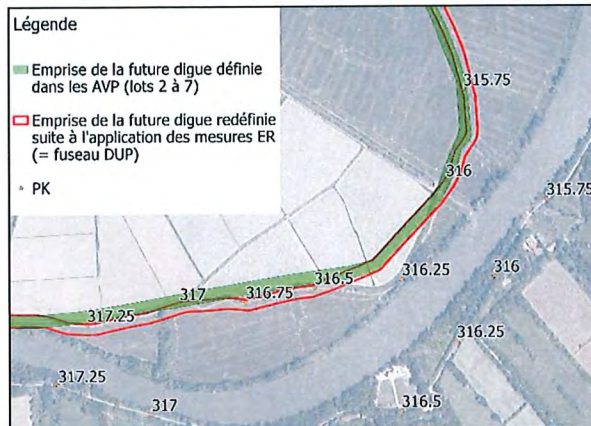 Légende
Emprise de la future digue définie
dans les AVP (lots 2 à 7)
Emprise de la future digue redéfinie
suite à l'application des mesures ER
(= fuseau DUP)
PK
315.75
316
315.75
316.25
316
316.5
316.75
317
317.25
316.25
317.25
317
316.5